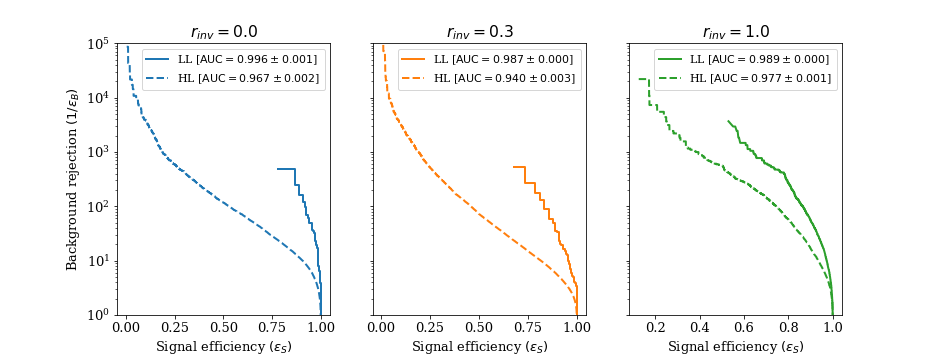 r_inv = 0.0
r_inv = 0.3
r_inv = 1.0
LL [AUC = 0.996 ± 0.001]
HL [AUC = 0.967 ± 0.002]
LL [AUC = 0.987 ± 0.000]
HL [AUC = 0.940 ± 0.003]
LL [AUC = 0.989 ± 0.000]
HL [AUC = 0.977 ± 0.001]
Background rejection (1/ε_B)
10^5
10^4
10^3
10^2
10^1
10^0
0.00 0.25 0.50 0.75 1.00
0.00 0.25 0.50 0.75 1.00
0.2 0.4 0.6 0.8 1.0
Signal efficiency (ε_S)
Signal efficiency (ε_S)
Signal efficiency (ε_S)